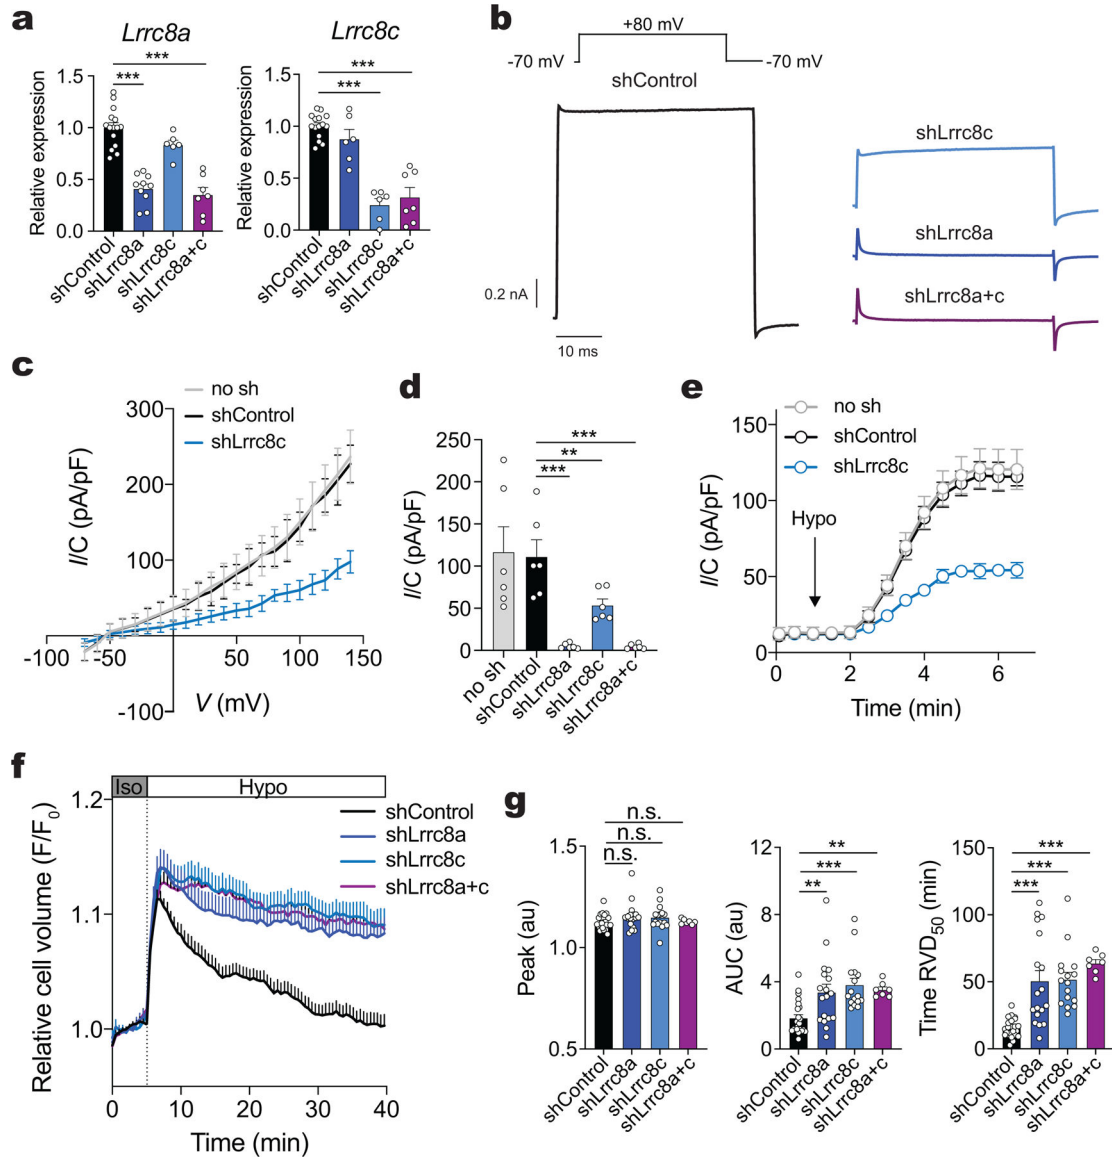 a
Lrrc8a
Lrrc8c
***
***
***
***
Relative expression
1.5
1.0
0.5
0.0
shControl
shLrrc8a
shLrrc8c
shLrrc8a+c
Relative expression
1.5
1.0
0.5
0.0
shControl
shLrrc8a
shLrrc8c
shLrrc8a+c
b
+80 mV
-70 mV
-70 mV
shControl
shLrrc8c
shLrrc8a
shLrrc8a+c
0.2 nA
10 ms
c
no sh
shControl
shLrrc8c
I/C (pA/pF)
300
200
100
-100
-100
-50
50
100
150
V (mV)
d
***
**
***
I/C (pA/pF)
250
200
150
100
50
0
no sh
shControl
shLrrc8a
shLrrc8c
shLrrc8a+c
e
no sh
shControl
shLrrc8c
Hypo
I/C (pA/pF)
150
100
50
0
0
2
4
6
Time (min)
f
Iso
Hypo
shControl
shLrrc8a
shLrrc8c
shLrrc8a+c
Relative cell volume (F/F0)
1.2
1.1
1.0
0
10
20
30
40
Time (min)
g
n.s.
n.s.
n.s.
Peak (au)
1.5
1.0
0.5
shControl
shLrrc8a
shLrrc8c
shLrrc8a+c
**
***
**
AUC (au)
12
8
4
0
shControl
shLrrc8a
shLrrc8c
shLrrc8a+c
***
***
***
Time RVD50 (min)
150
100
50
0
shControl
shLrrc8a
shLrrc8c
shLrrc8a+c